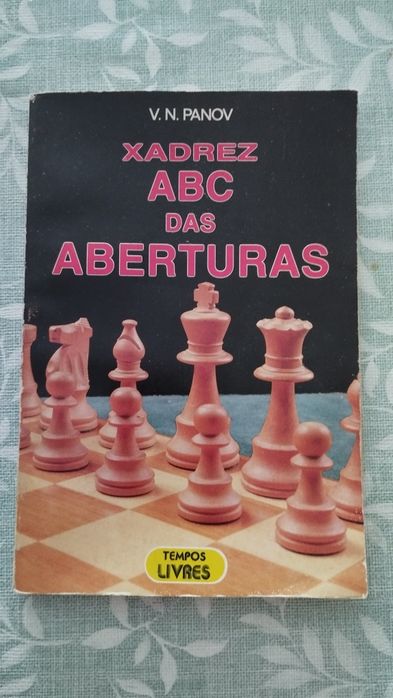 V. N. PANOV
XADREZ
ABC
DAS
ABERTURAS
TEMPOS
LIVRES